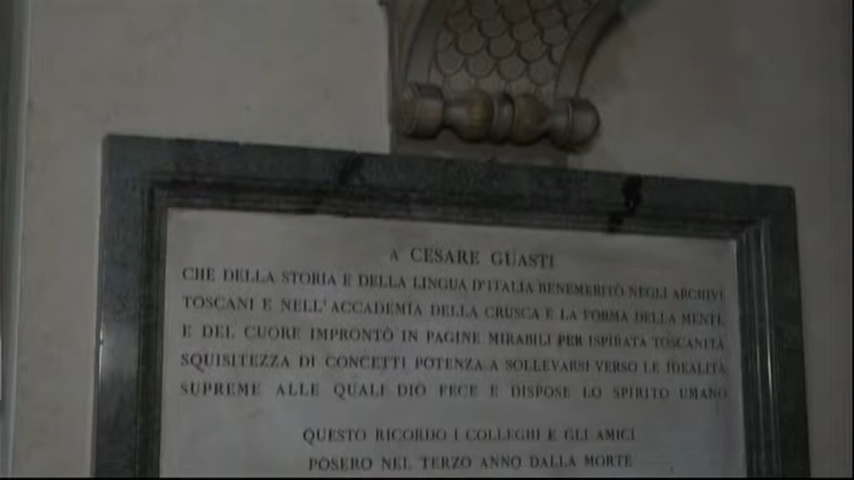 A CESARE GUASTI
CHE DELLA STORIA E DELLA LINGUA D'ITALIA BENEMERITÒ NEGLI ARCHIVI
TOSCANI E NELL'ACCADEMIA DELLA CRUSCA E LA FORMA DELLA MENTE
E DEL CUORE IMPRONTÒ IN PAGINE MIRABILI PER ISPIRATA TOSCANITÀ
SQUISITEZZA DI CONCETTI POTENZA A SOLLEVARSI VERSO LE IDEALITÀ
SUPREME ALLE QUALI DIO FECE E DISPOSE LO SPIRITO UMANO
QUESTO RICORDO I COLLEGHI E GLI AMICI
POSERO NEL TERZO ANNO DALLA MORTE